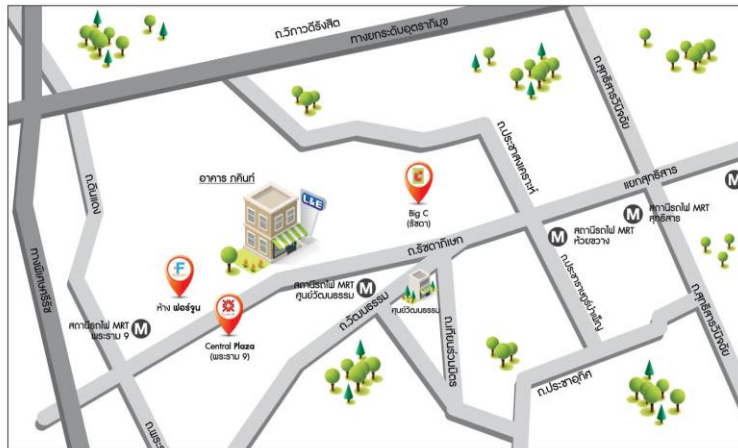 ถ.วิภาวดีรังสิต
ทางยกระดับอุตราภิมุข
ถ.สุทธิสารวินิจฉัย
ถ.ดินแดง
อาคาร ภคินท์
L&E
Big C
(รัชดา)
ถ.ประชาสงเคราะห์
แยกสุทธิสาร
M
M
สถานีรถไฟ MRT
สุทธิสาร
M
สถานีรถไฟ MRT
ห้วยขวาง
ถ.รัชดาภิเษก
ทางพิเศษศรีรัช
F
ห้าง ฟอร์จูน
สถานีรถไฟ MRT
ศูนย์วัฒนธรรม
M
ศูนย์วัฒนธรรม
ถ.วัฒนธรรม
ถ.เทียมร่วมมิตร
ถ.ประชาราษฎร์บำเพ็ญ
ถ.สุทธิสารวินิจฉัย
สถานีรถไฟ MRT
พระราม 9
M
Central Plaza
(พระราม 9)
ถ.ประชาอุทิศ